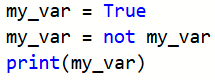 my_var = True
my_var = not my_var
print(my_var)